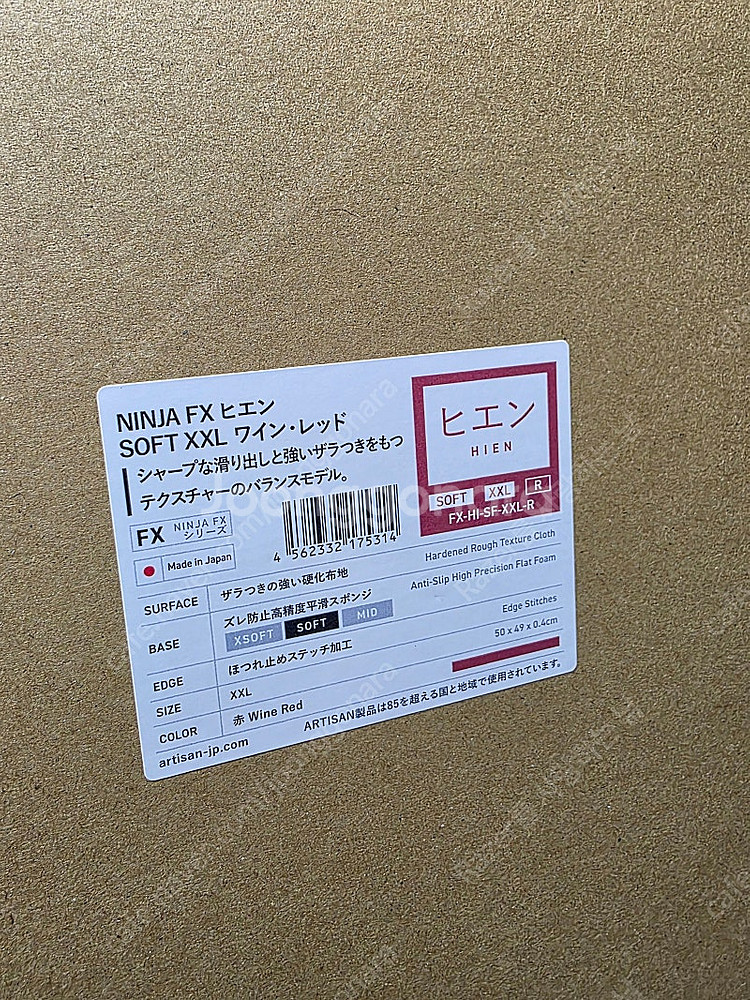 NINJA FX ヒエン
SOFT XXL ワイン・レッド
シャープな滑り出しと強いザラつきをもつ
テクスチャーのバランスモデル。
ヒエン
HIEN
SOFT XXL R
FX-HI-SF-XXL-R
FX NINJA FX
シリーズ
Made in Japan
4 562332 175314
SURFACE ザラつきの強い硬化布地 Hardened Rough Texture Cloth
BASE ズレ防止高精度平滑スポンジ Anti-Slip High Precision Flat Foam
XSOFT SOFT MID
EDGE ほつれ止めステッチ加工 Edge Stitches
SIZE XXL 50 x 49 x 0.4cm
COLOR 赤 Wine Red
artisan-jp.com ARTISAN製品は85を超える国と地域で使用されています。